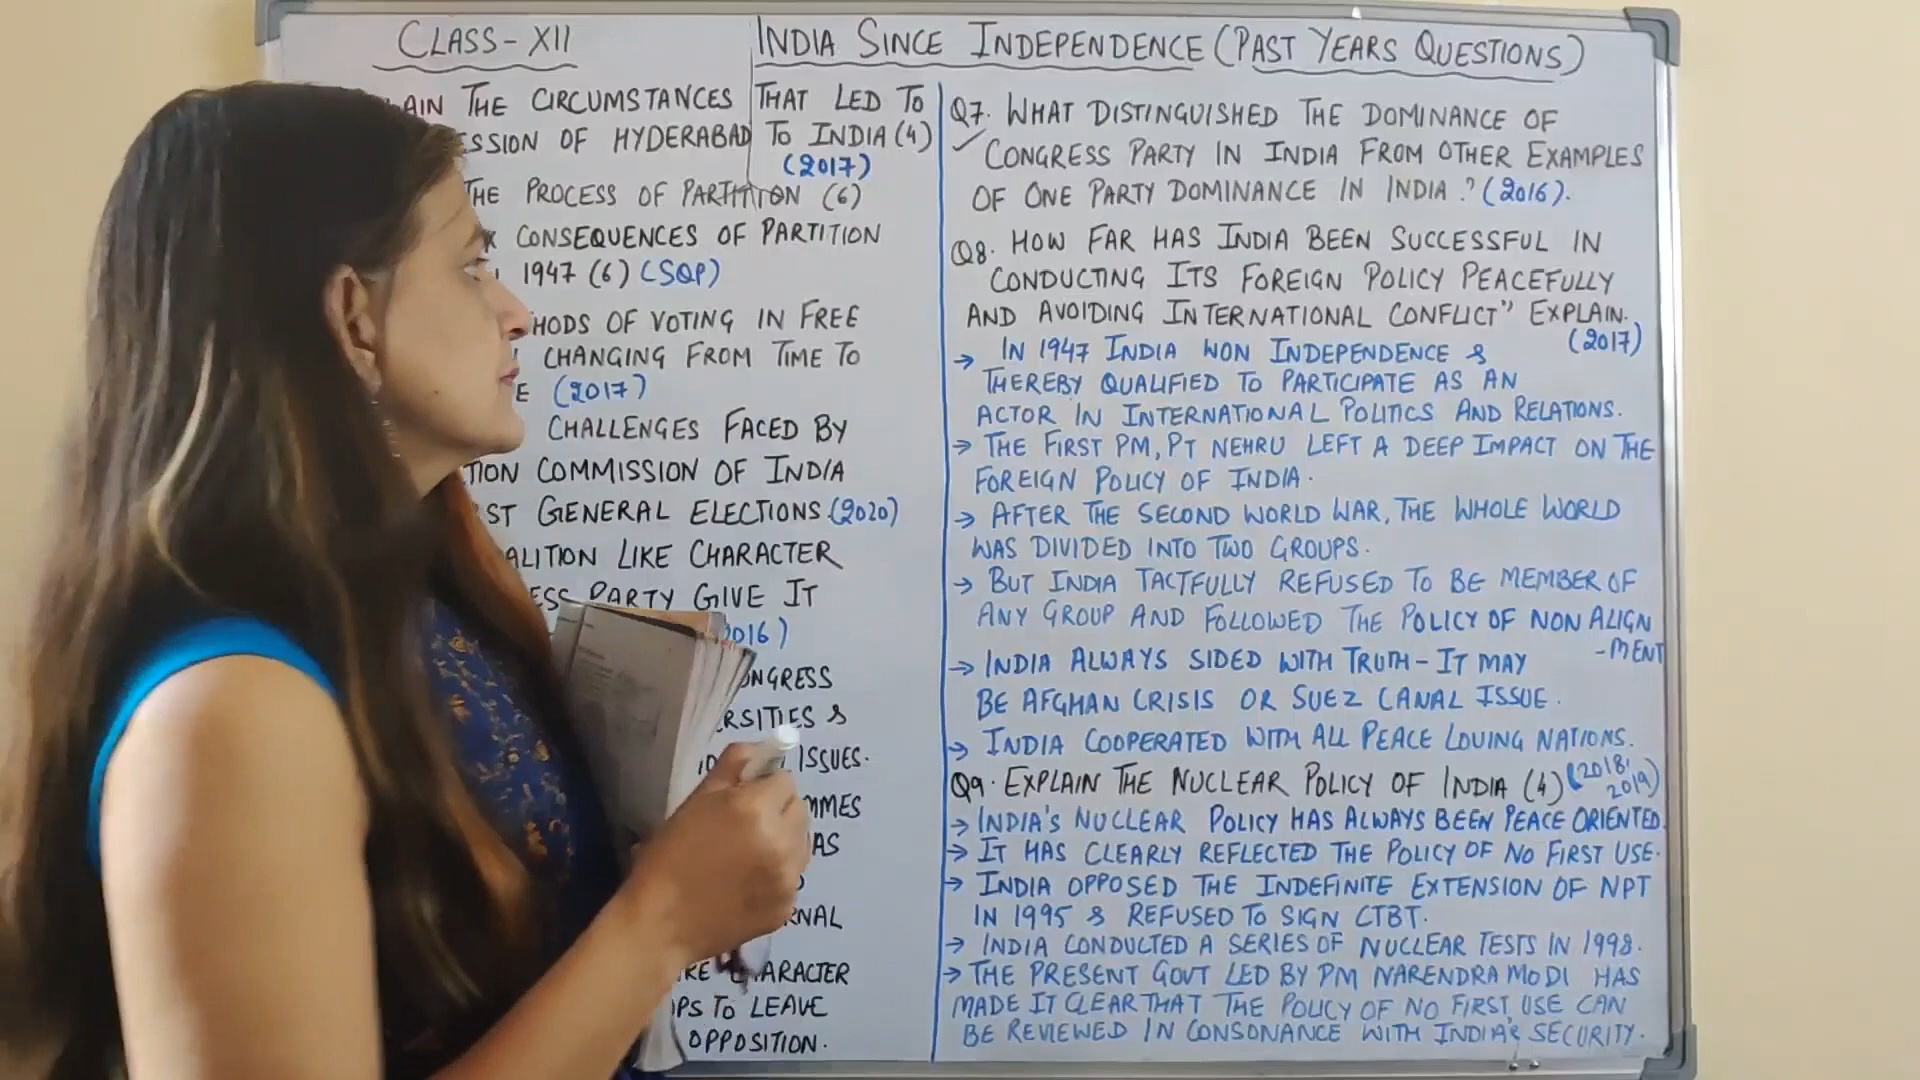 CLASS-XII
INDIA SINCE INDEPENDENCE (PAST YEARS QUESTIONS)
THE CIRCUMSTANCES THAT LED TO
OF HYDERABAD TO INDIA (4)
(2017)
THE PROCESS OF PARTITION (6)
CONSEQUENCES OF PARTITION
1947 (6) (SQP)
OF VOTING IN FREE
CHANGING FROM TIME TO
(2017)
CHALLENGES FACED BY
COMMISSION OF INDIA
GENERAL ELECTIONS. (2020)
LIKE CHARACTER
PARTY GIVE IT
2016)
&
ISSUES.
CHARACTER
TO LEAVE
OPPOSITION.
Q7. WHAT DISTINGUISHED THE DOMINANCE OF
CONGRESS PARTY IN INDIA FROM OTHER EXAMPLES
OF ONE PARTY DOMINANCE IN INDIA.? (2016).
Q8. HOW FAR HAS INDIA BEEN SUCCESSFUL IN
CONDUCTING ITS FOREIGN POLICY PEACEFULLY
AND AVOIDING INTERNATIONAL CONFLICT" EXPLAIN.
(2017)
→ IN 1947 INDIA WON INDEPENDENCE &
THEREBY QUALIFIED TO PARTICIPATE AS AN
ACTOR IN INTERNATIONAL POLITICS AND RELATIONS.
→ THE FIRST PM, PT NEHRU LEFT A DEEP IMPACT ON THE
FOREIGN POLICY OF INDIA.
→ AFTER THE SECOND WORLD WAR, THE WHOLE WORLD
WAS DIVIDED INTO TWO GROUPS.
→ BUT INDIA TACTFULLY REFUSED TO BE MEMBER OF
ANY GROUP AND FOLLOWED THE POLICY OF NON ALIGN
-MENT
→ INDIA ALWAYS SIDED WITH TRUTH - IT MAY
BE AFGHAN CRISIS OR SUEZ CANAL ISSUE.
→ INDIA COOPERATED WITH ALL PEACE LOVING NATIONS.
Q9. EXPLAIN THE NUCLEAR POLICY OF INDIA (4) (2018, 2019)
→ INDIA'S NUCLEAR POLICY HAS ALWAYS BEEN PEACE ORIENTED.
→ IT HAS CLEARLY REFLECTED THE POLICY OF NO FIRST USE.
→ INDIA OPPOSED THE INDEFINITE EXTENSION OF NPT
IN 1995 & REFUSED TO SIGN CTBT.
→ INDIA CONDUCTED A SERIES OF NUCLEAR TESTS IN 1998.
→ THE PRESENT GOVT LED BY PM NARENDRA MODI HAS
MADE IT CLEAR THAT THE POLICY OF NO FIRST USE CAN
BE REVIEWED IN CONSONANCE WITH INDIA'S SECURITY.